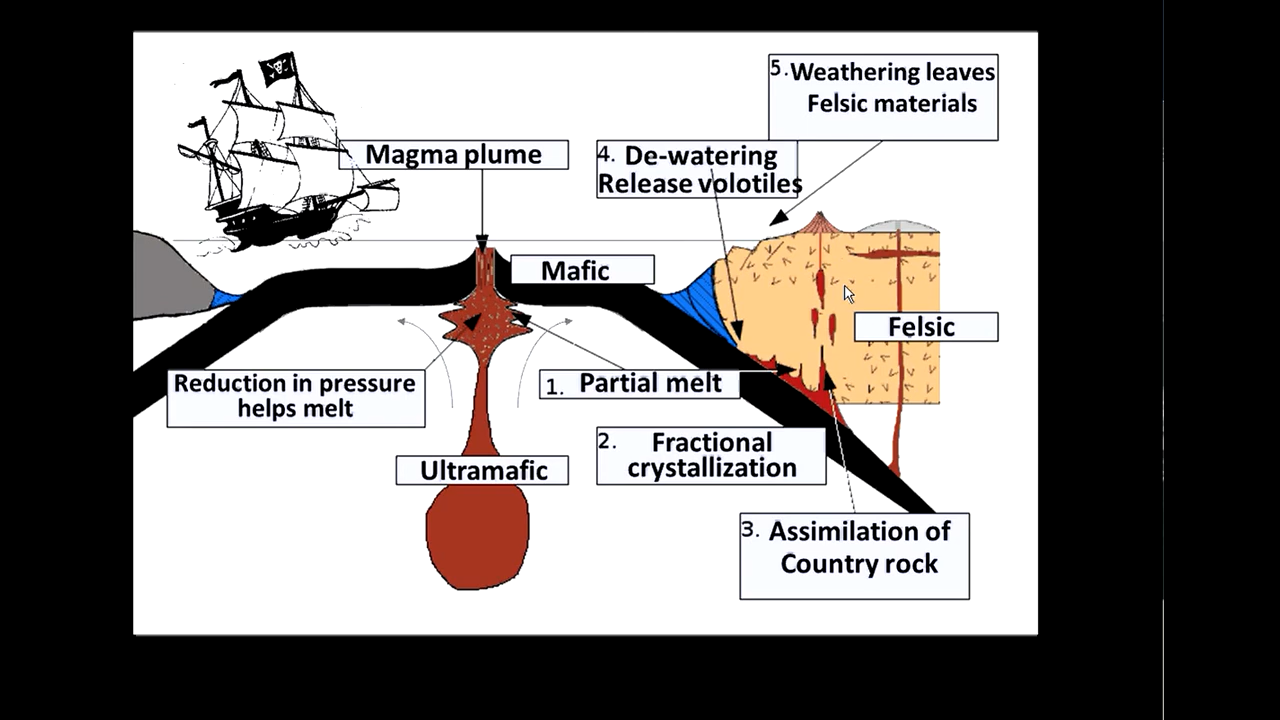 5.Weathering leaves
Felsic materials
Magma plume
4. De-watering
Release volotiles
Mafic
Felsic
Reduction in pressure
helps melt
1. Partial melt
2. Fractional
crystallization
Ultramafic
3. Assimilation of
Country rock